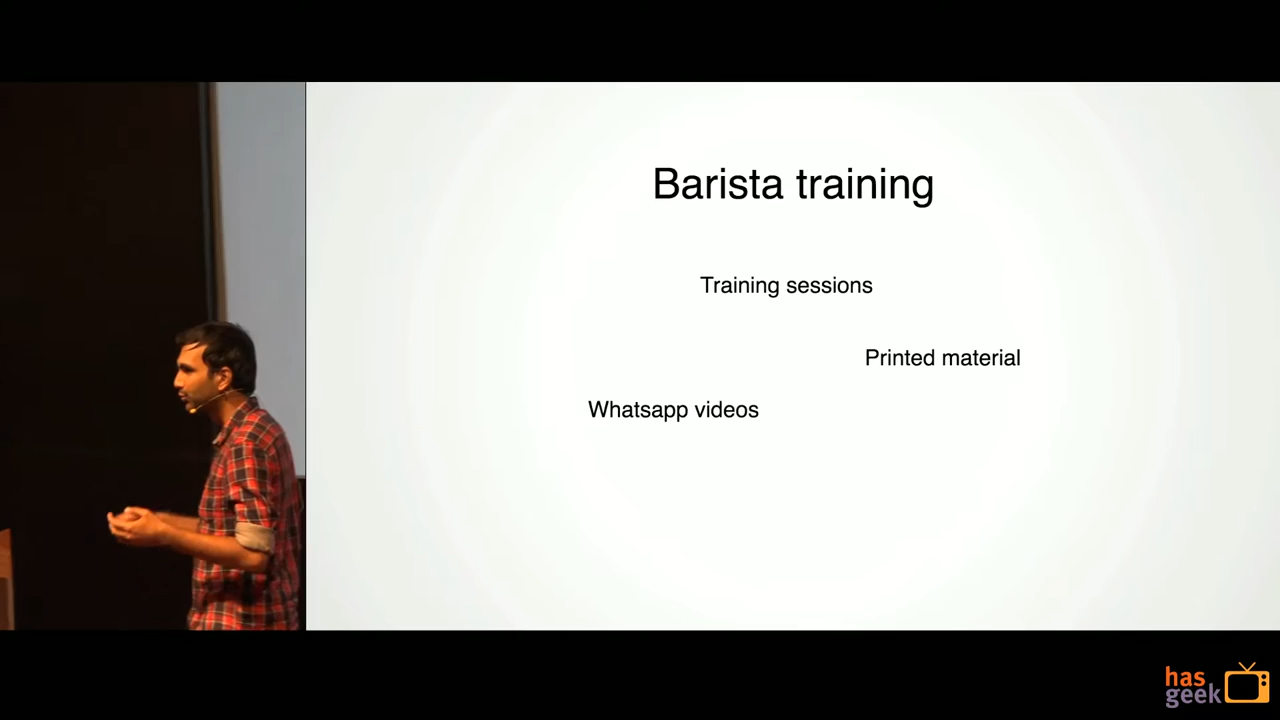 Barista training
Training sessions
Printed material
Whatsapp videos
has
geek